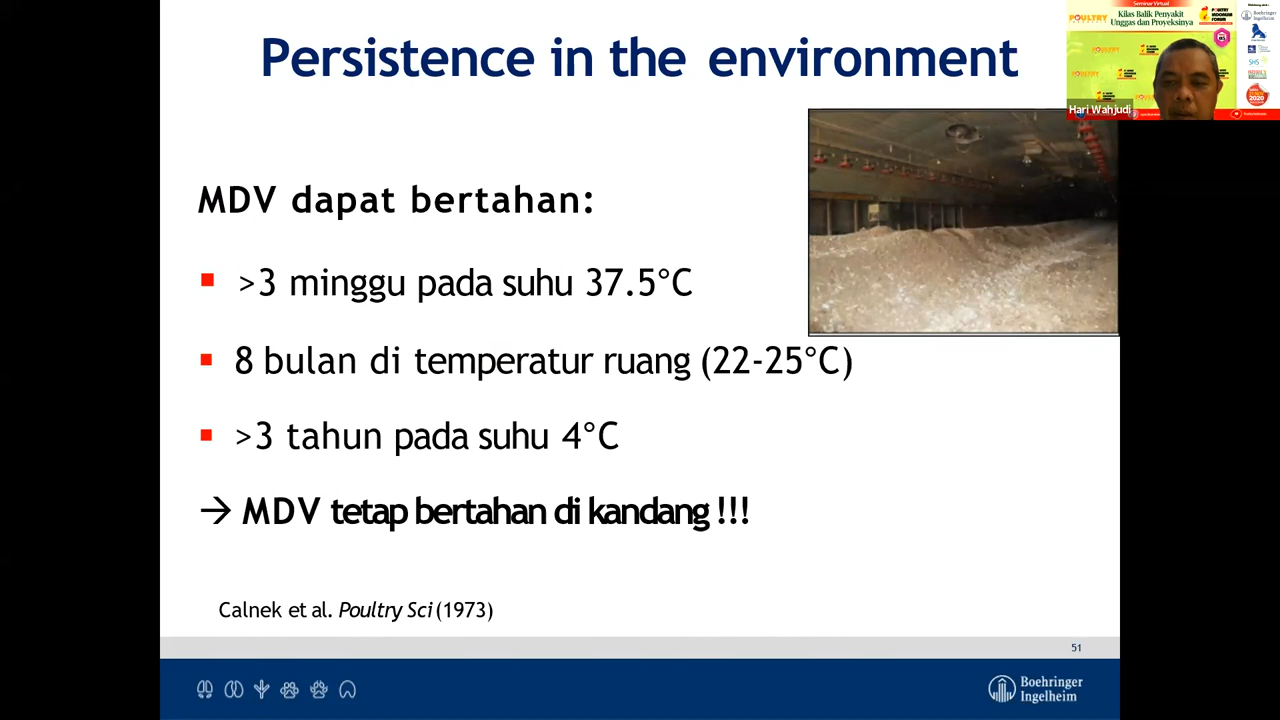 Persistence in the environment
MDV dapat bertahan:
>3 minggu pada suhu 37.5°C
8 bulan di temperatur ruang (22-25°C)
>3 tahun pada suhu 4°C
→ MDV tetap bertahan di kandang !!!
Calnek et al. Poultry Sci (1973)
51
Boehringer
Ingelheim
Seminar Virtual
Kilas Balik Penyakit
Unggas dan Proyeksinya
POULTRY
Boehringer
Ingelheim
Hari Wahjudi